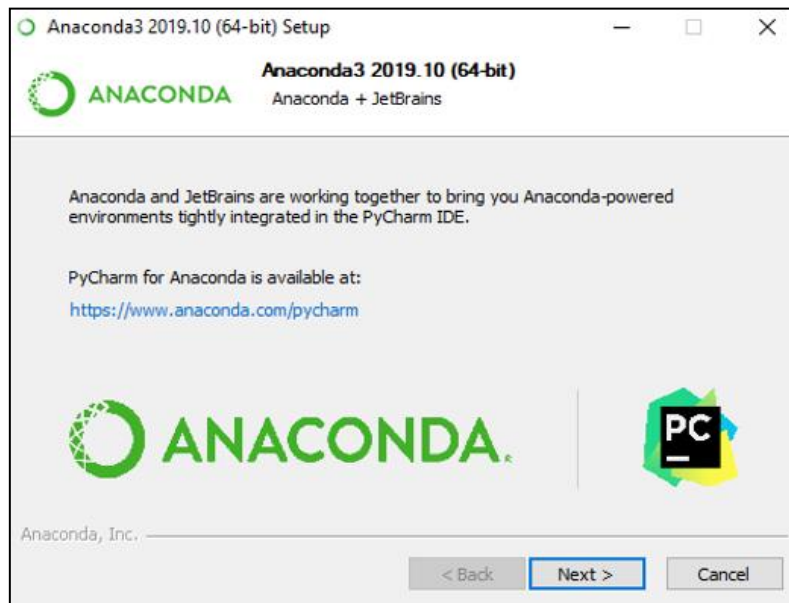 Anaconda3 2019.10 (64-bit) Setup
ANACONDA
Anaconda3 2019.10 (64-bit)
Anaconda + JetBrains
Anaconda and JetBrains are working together to bring you Anaconda-powered
environments tightly integrated in the PyCharm IDE.
PyCharm for Anaconda is available at:
https://www.anaconda.com/pycharm
ANACONDA®
PC
Anaconda, Inc.
< Back
Next >
Cancel